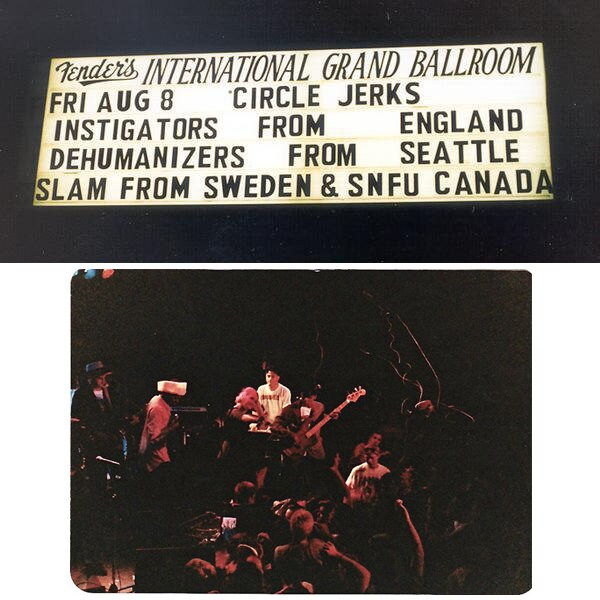 Fender's INTERNATIONAL GRAND BALLROOM
FRI AUG 8 CIRCLE JERKS
INSTIGATORS FROM ENGLAND
DEHUMANIZERS FROM SEATTLE
SLAM FROM SWEDEN & SNFU CANADA